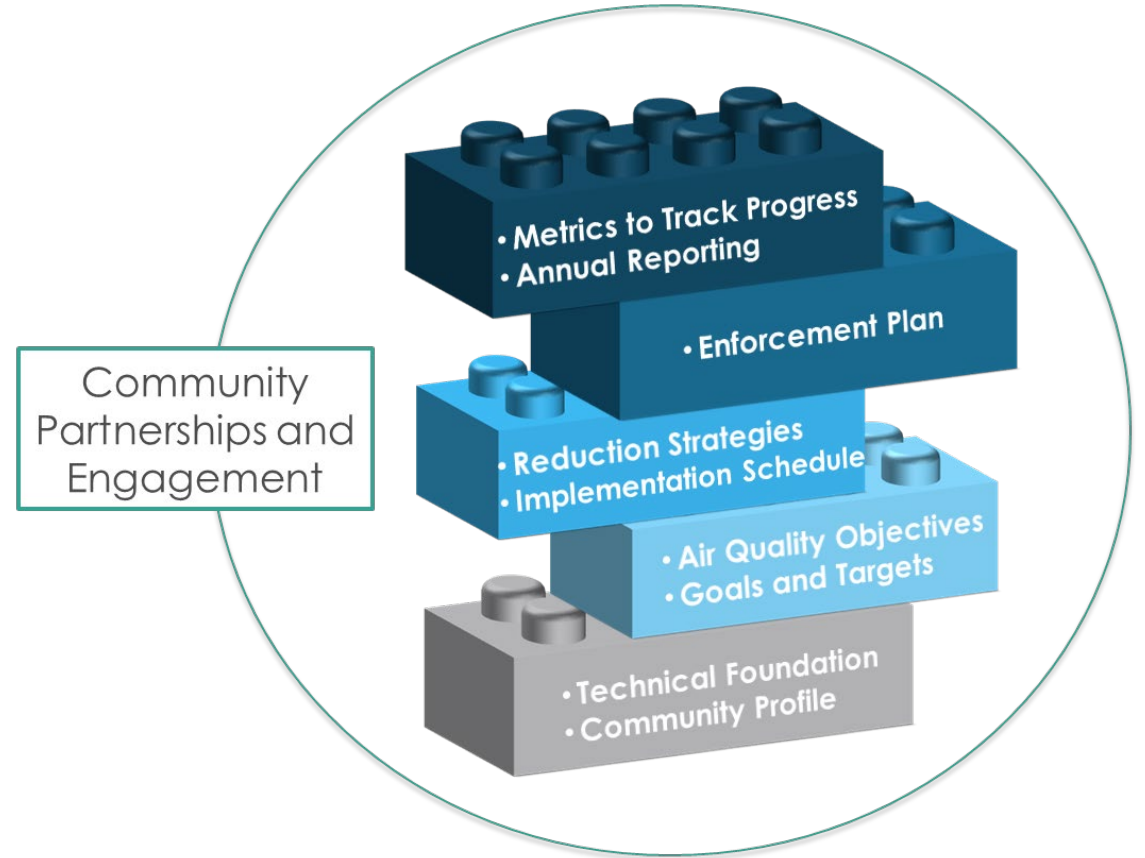 • Metrics to Track Progress
• Annual Reporting
• Enforcement Plan
Community
Partnerships and
Engagement
• Reduction Strategies
• Implementation Schedule
• Air Quality Objectives
• Goals and Targets
• Technical Foundation
• Community Profile